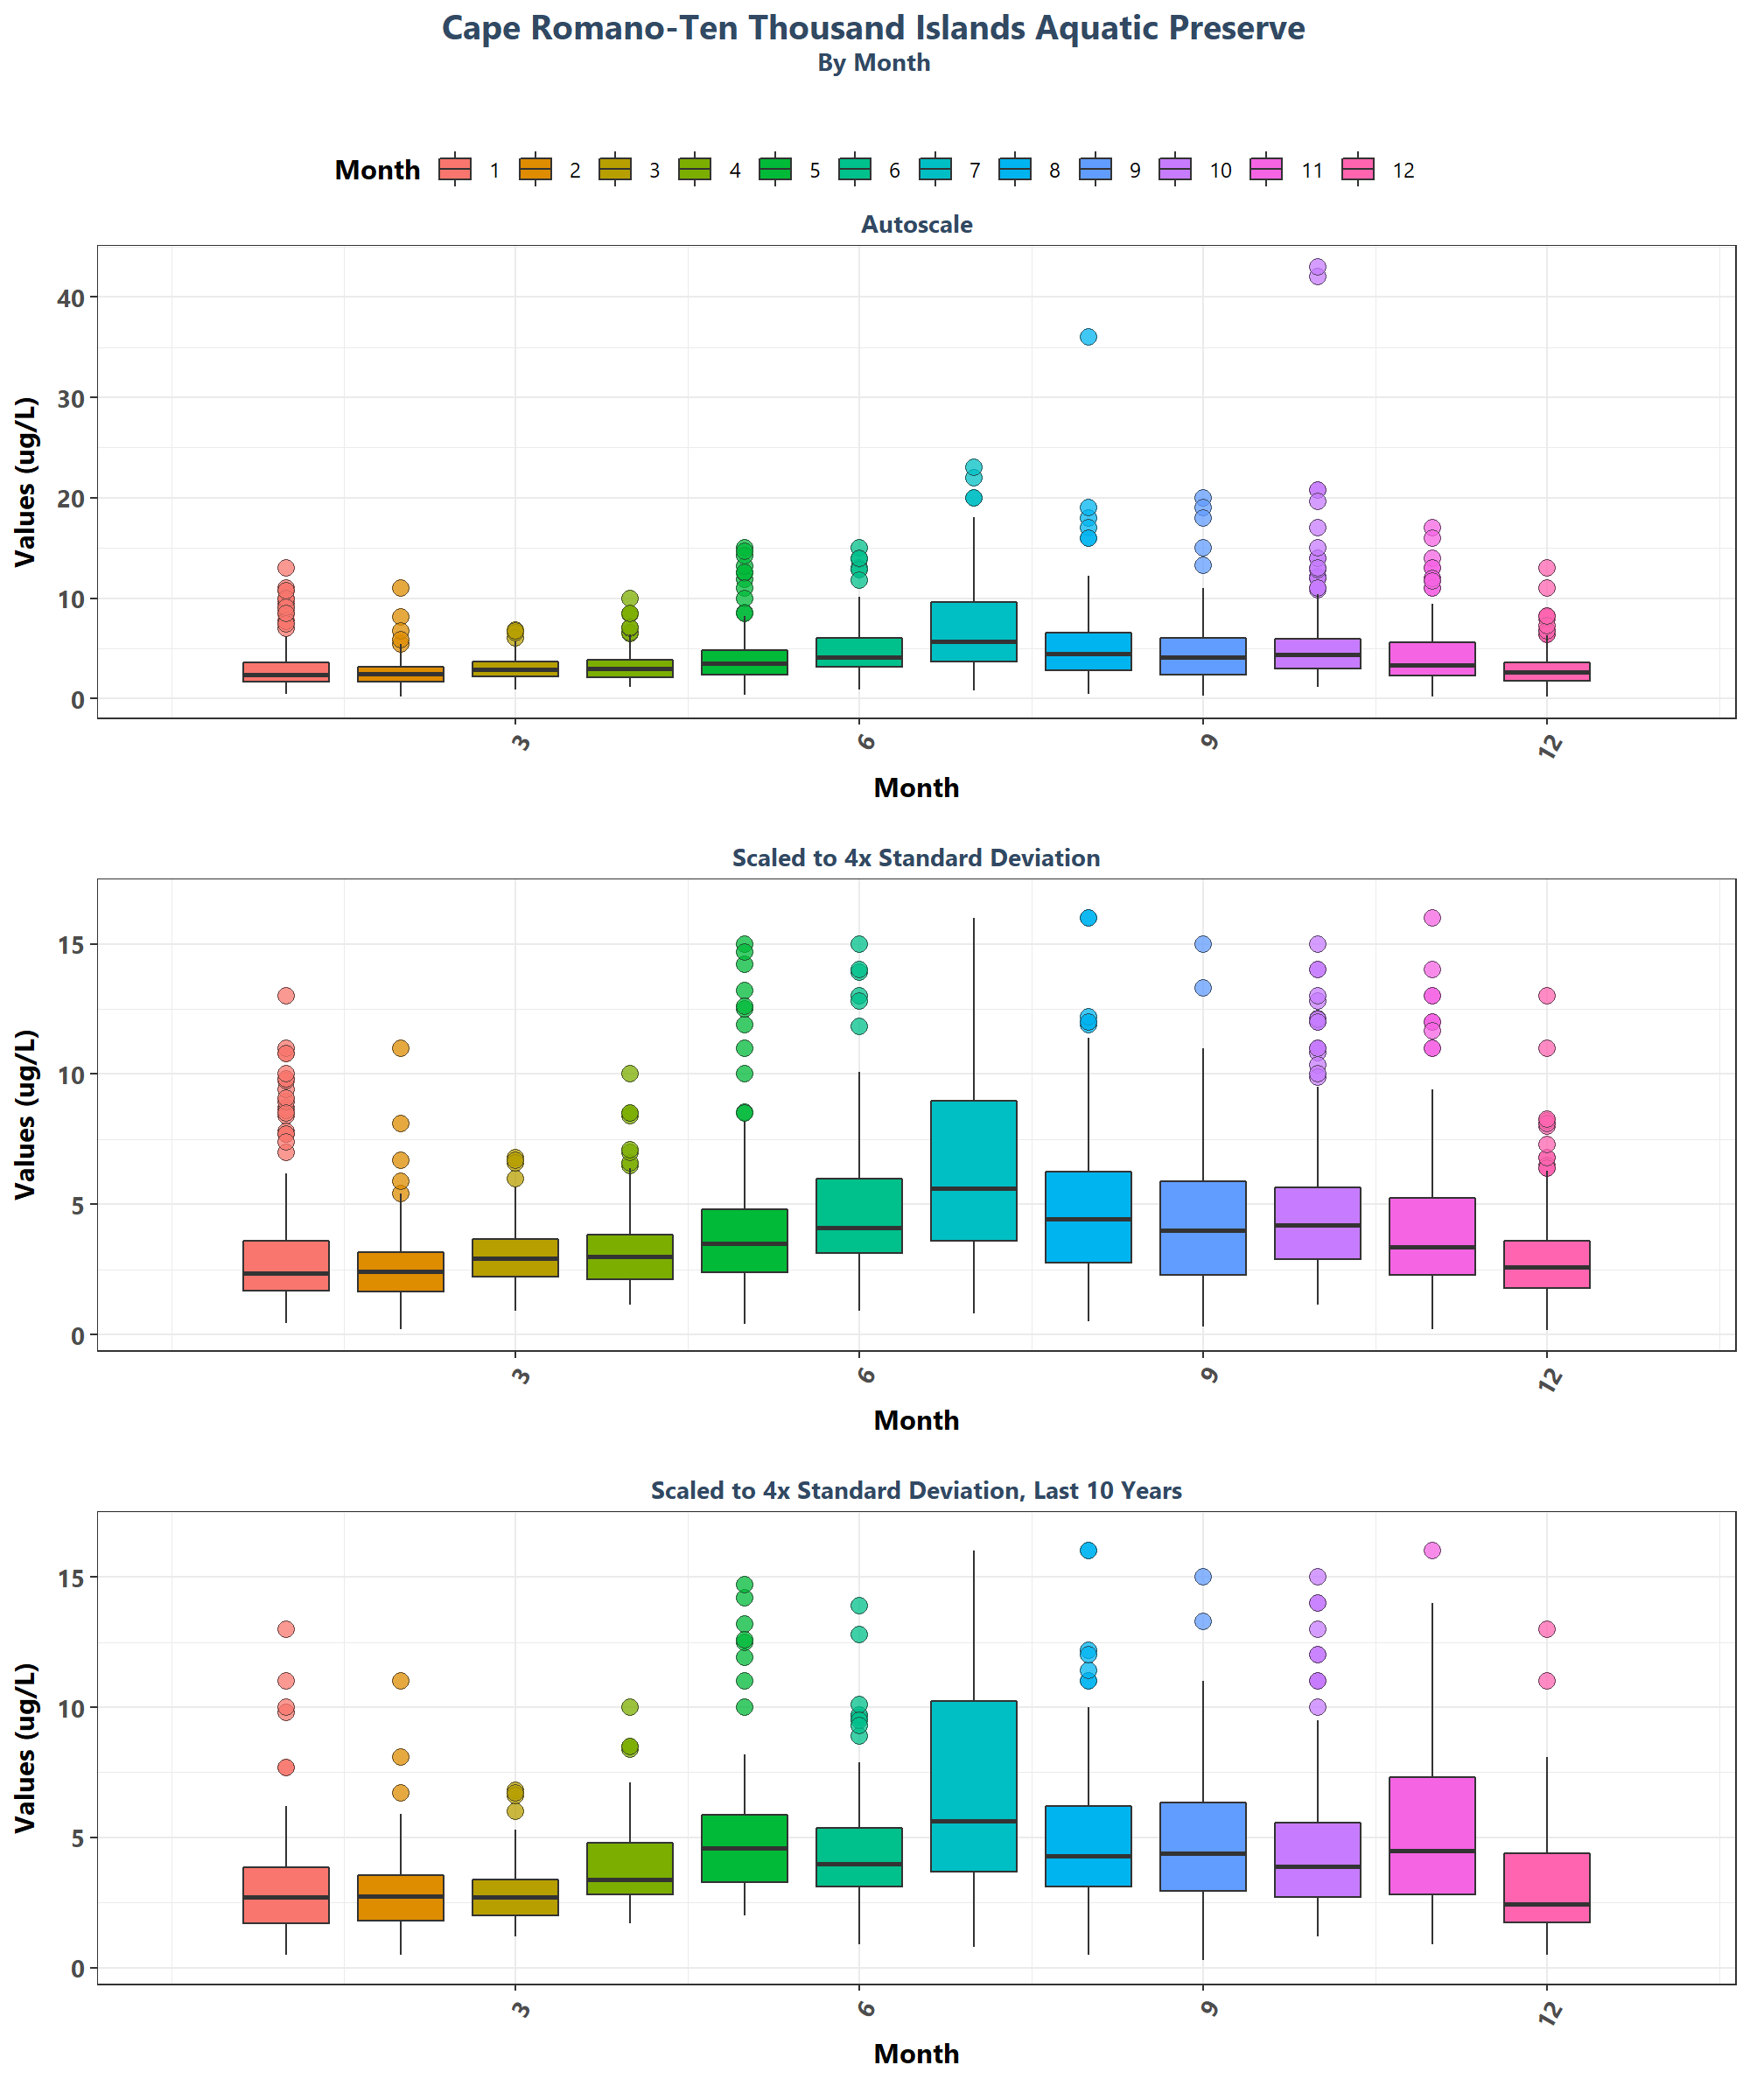 Cape Romano-Ten Thousand Islands Aquatic Preserve
By Month
Month 1 2 3 4 5 6 7 8 9 10 11 12
Autoscale
Values (ug/L)
40
30
20
10
0
3 6 9 12
Month
Scaled to 4x Standard Deviation
Values (ug/L)
15
10
5
0
3 6 9 12
Month
Scaled to 4x Standard Deviation, Last 10 Years
Values (ug/L)
15
10
5
0
3 6 9 12
Month